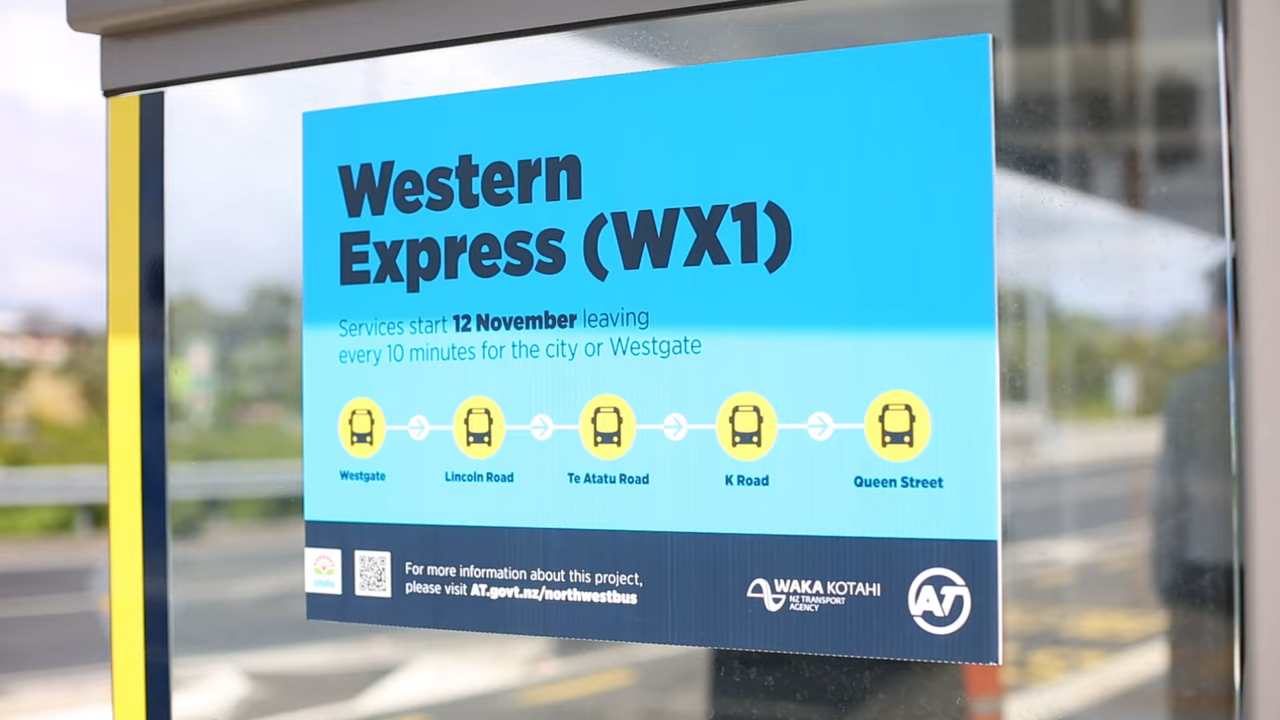 Western
Express (WX1)
Services start 12 November leaving
every 10 minutes for the city or Westgate
Westgate
Lincoln Road
Te Atatu Road
K Road
Queen Street
For more information about this project,
please visit AT.govt.nz/northwestbus
WAKA KOTAHI
NZ TRANSPORT
AGENCY
AT